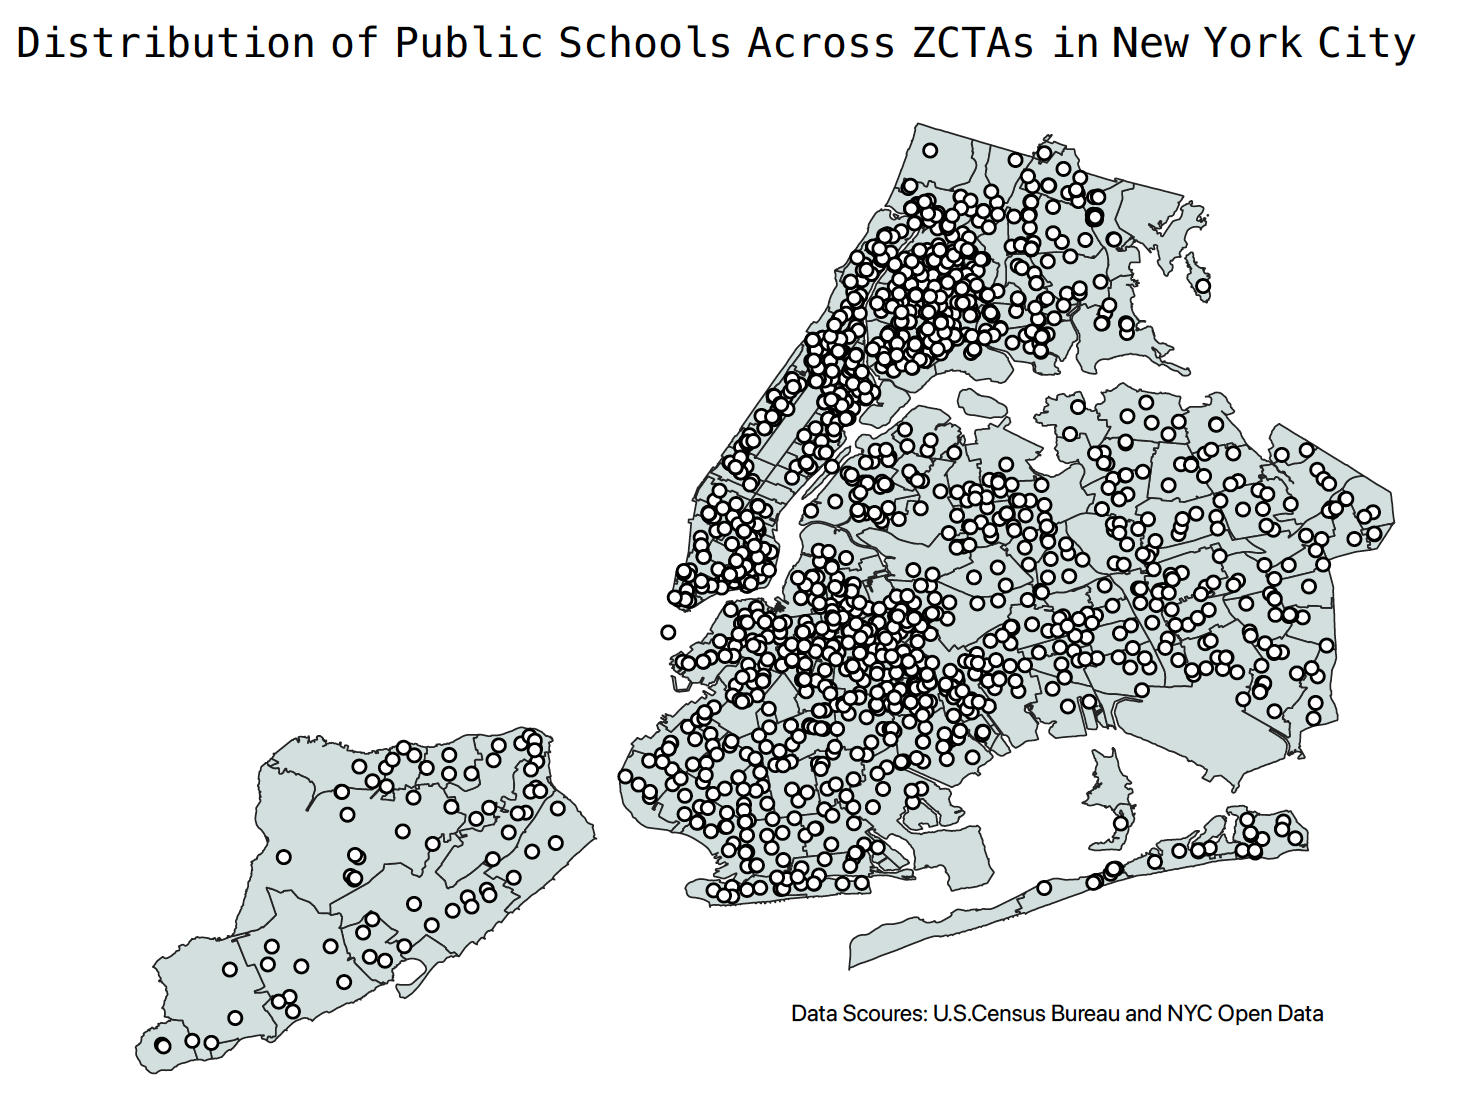 Distribution of Public Schools Across ZCTAs in New York City
Data Scoures: U.S.Census Bureau and NYC Open Data